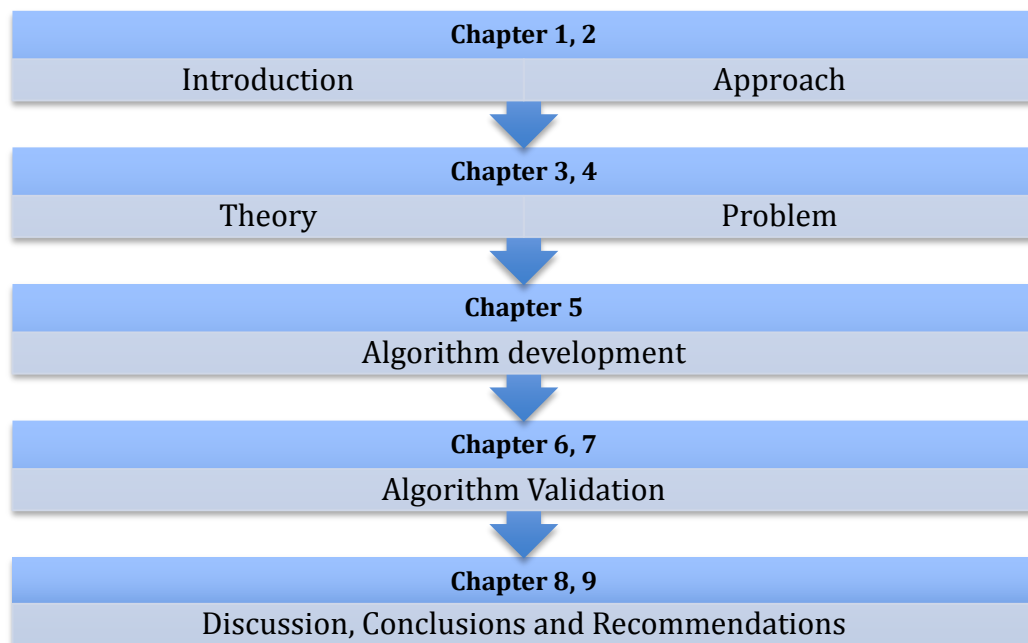 Chapter 1, 2
Introduction Approach
Chapter 3, 4
Theory Problem
Chapter 5
Algorithm development
Chapter 6, 7
Algorithm Validation
Chapter 8, 9
Discussion, Conclusions and Recommendations